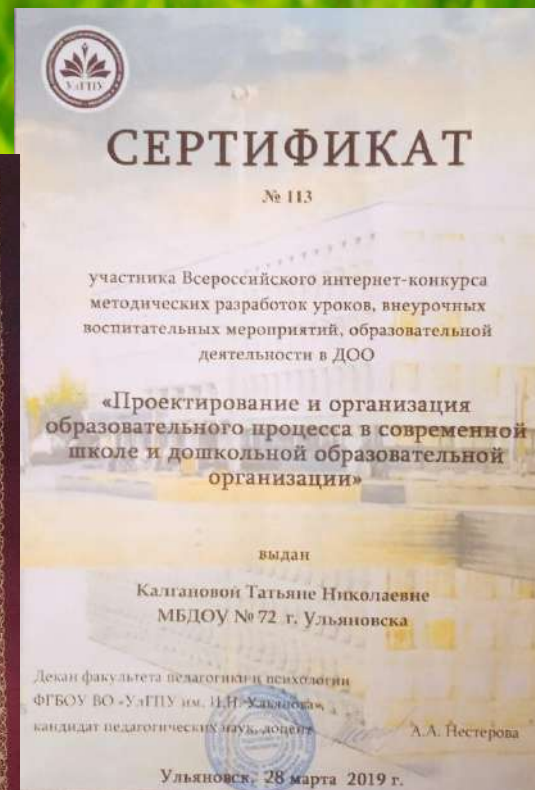 УлГПУ
СЕРТИФИКАТ
№ 113
участника Всероссийского интернет-конкурса
методических разработок уроков, внеурочных
воспитательных мероприятий, образовательной
деятельности в ДОО
«Проектирование и организация
образовательного процесса в современной
школе и дошкольной образовательной
организации»
выдан
Калгановой Татьяне Николаевне
МБДОУ № 72 г. Ульяновска
Декан факультета педагогики и психологии
ФГБОУ ВО «УлГПУ им. И.Н. Ульянова»,
кандидат педагогических наук, доцент
А.А. Нестерова
Ульяновск, 28 марта 2019 г.